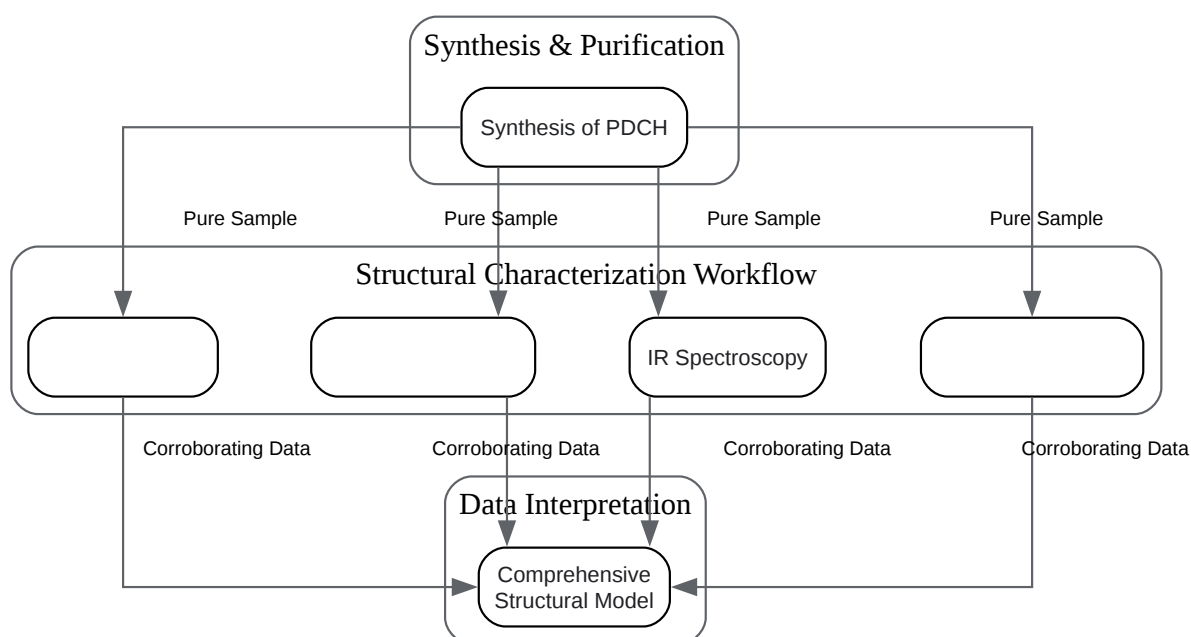 Synthesis & Purification
Synthesis of PDCH
Pure Sample
Pure Sample
Pure Sample
Pure Sample
Structural Characterization Workflow
IR Spectroscopy
Corroborating Data
Corroborating Data
Corroborating Data
Corroborating Data
Data Interpretation
Comprehensive
Structural Model